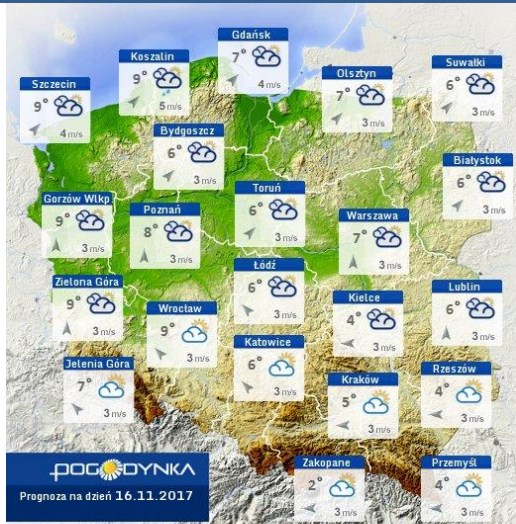 Gdańsk
7°
4 m/s
Koszalin
9°
5 m/s
Suwałki
6°
3 m/s
Olsztyn
7°
3 m/s
Szczecin
9°
4 m/s
Bydgoszcz
6°
3 m/s
Białystok
6°
3 m/s
Toruń
6°
3 m/s
Gorzów Wlkp
9°
3 m/s
Poznań
8°
3 m/s
Warszawa
7°
3 m/s
Łódź
6°
3 m/s
Zielona Góra
9°
3 m/s
Lublin
6°
3 m/s
Kielce
4°
3 m/s
Wrocław
9°
3 m/s
Katowice
6°
3 m/s
Jelenia Góra
7°
3 m/s
Rzeszów
4°
3 m/s
Kraków
5°
3 m/s
Zakopane
2°
3 m/s
Przemyśl
4°
3 m/s
POGODYNKA
Prognoza na dzień 16.11.2017